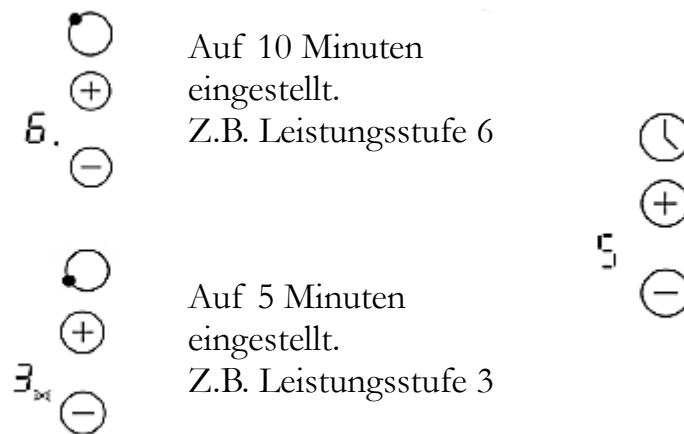 Auf 10 Minuten
eingestellt.
Z.B. Leistungsstufe 6
6.
5
Auf 5 Minuten
eingestellt.
Z.B. Leistungsstufe 3
3